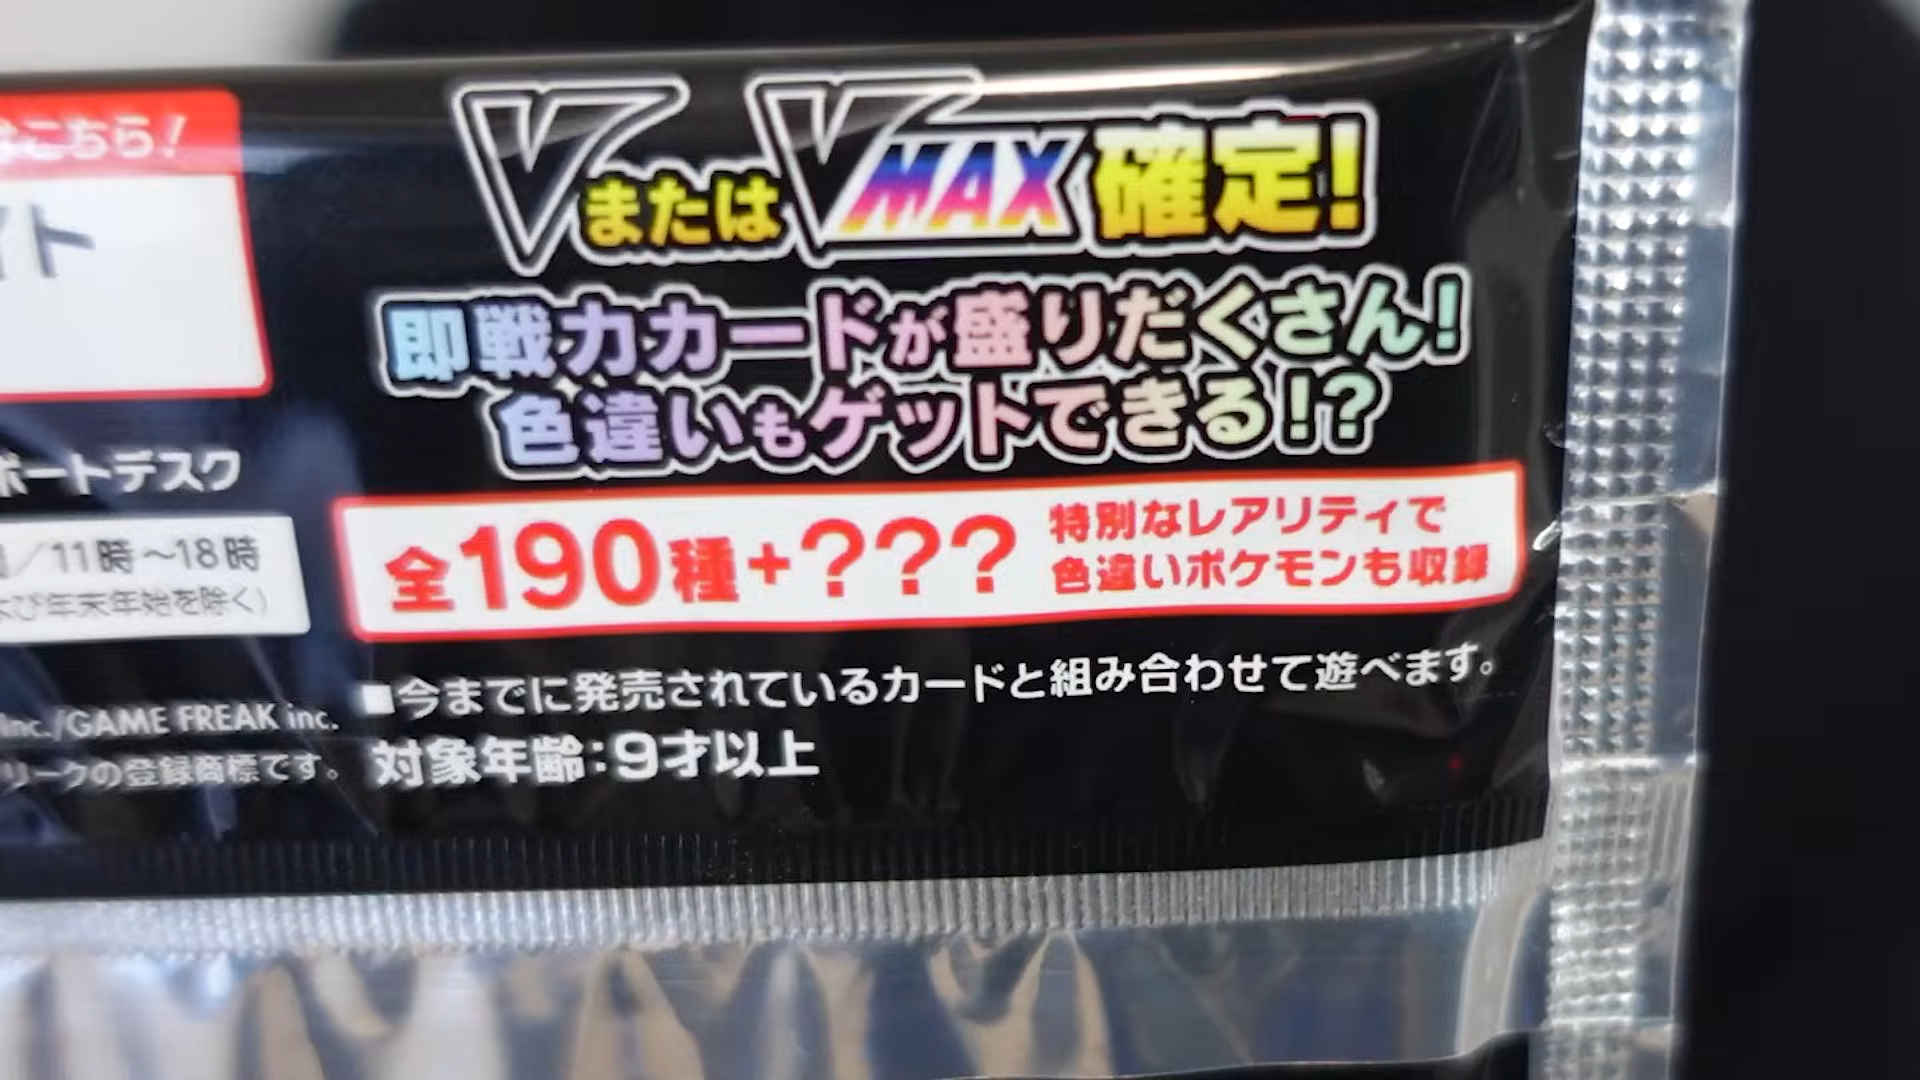 はこちら!
イト
ポートデスク
/11時〜18時
よび年末年始を除く)
Inc./GAME FREAK inc.
リークの登録商標です。
VまたはVMAX確定!
即戦力カードが盛りだくさん!
色違いもゲットできる!?
全190種+???
特別なレアリティで
色違いポケモンも収録
■今までに発売されているカードと組み合わせて遊べます。
対象年齢:9才以上